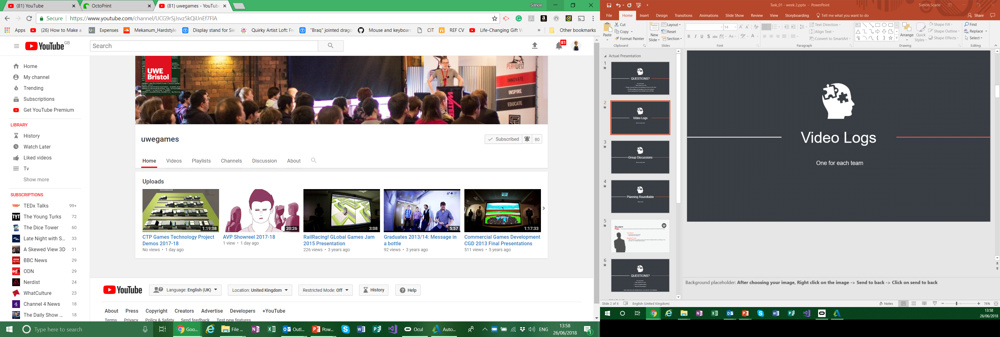 (81) YouTube
OctoPrint
(81) uwegames - YouTube
Simon
Secure
https://www.youtube.com/channel/UCG9rSjJsvz5kQiIJnEf7FlA
Apps
(26) How to Make a
Expenses
Mekanum_Hardstyle
Display stand for Sie
Quirky Artist Loft: Fr
"Braq" jointed drago
Mouse and keyboar
CIT
REF CV
Life-Changing Gift W
»
Other bookmarks
YouTube GB
Search
81
Home
My channel
Trending
Subscriptions
Get YouTube Premium
LIBRARY
History
Watch Later
Liked videos
Tv
Show more
SUBSCRIPTIONS
TEDx Talks 99+
The Young Turks 72
The Dice Tower 60
Late Night with S... 33
A Skewed View 3D 31
BBC News 29
ODN 29
Nerdist 24
WhatCulture 23
Channel 4 News 18
The Daily Show ... 18
UWE
Bristol
PLAYWEST
INNOVATE
INSPIRE
EDUCATE
uwegames
Subscribed
80
Home
Videos
Playlists
Channels
Discussion
About
Uploads
1:19:08
CTP Games Technology Project
Demos 2017-18
No views • 1 day ago
20:26
AVP Showreel 2017-18
1 view • 1 day ago
3:08
RailRacing! GLobal Games Jam
2015 Presentation
226 views • 3 years ago
5:57
Graduates 2013/14: Message in
a bottle
92 views • 3 years ago
1:17:33
Commercial Games Development
CGD 2013 Final Presentations
511 views • 5 years ago
YouTube
Language: English (UK)
Location: United Kingdom
Restricted Mode: Off
History
Help
About
Press
Copyright
Creators
Advertise
Developers
+YouTube
Terms
Privacy
Policy & Safety
Send feedback
Test new features
Type here to search
Goo...
File ...
Outl...
Pow...
Ocul
Auto...
ENG
13:58
26/06/2018
1
Task_01 - week 2.pptx - PowerPoint
Simon Scarle
File
Home
Insert
Design
Transitions
Animations
Slide Show
Review
View
Storyboarding
Tell me what you want to do
Share
Paste
Cut
Copy
Format Painter
Clipboard
New
Slide
Layout
Reset
Section
Slides
14
Font
Text Direction
Align Text
Convert to SmartArt
Paragraph
Arrange
Quick
Styles
Shape Fill
Shape Outline
Shape Effects
Drawing
Find
Replace
Select
Editing
Actual Presentation
1
QUESTIONS?
2
Video Logs
One for each team
3
Group Discussions
4
Planning Roundtable
5
Student
Rep
6
QUESTIONS?
Video Logs
One for each team
Background placeholder: After choosing your image, Right click on the image -> Send to back -> Click on send to back
Slide 2 of 6
English (United Kingdom)
Notes
76%
13:58
26/06/2018